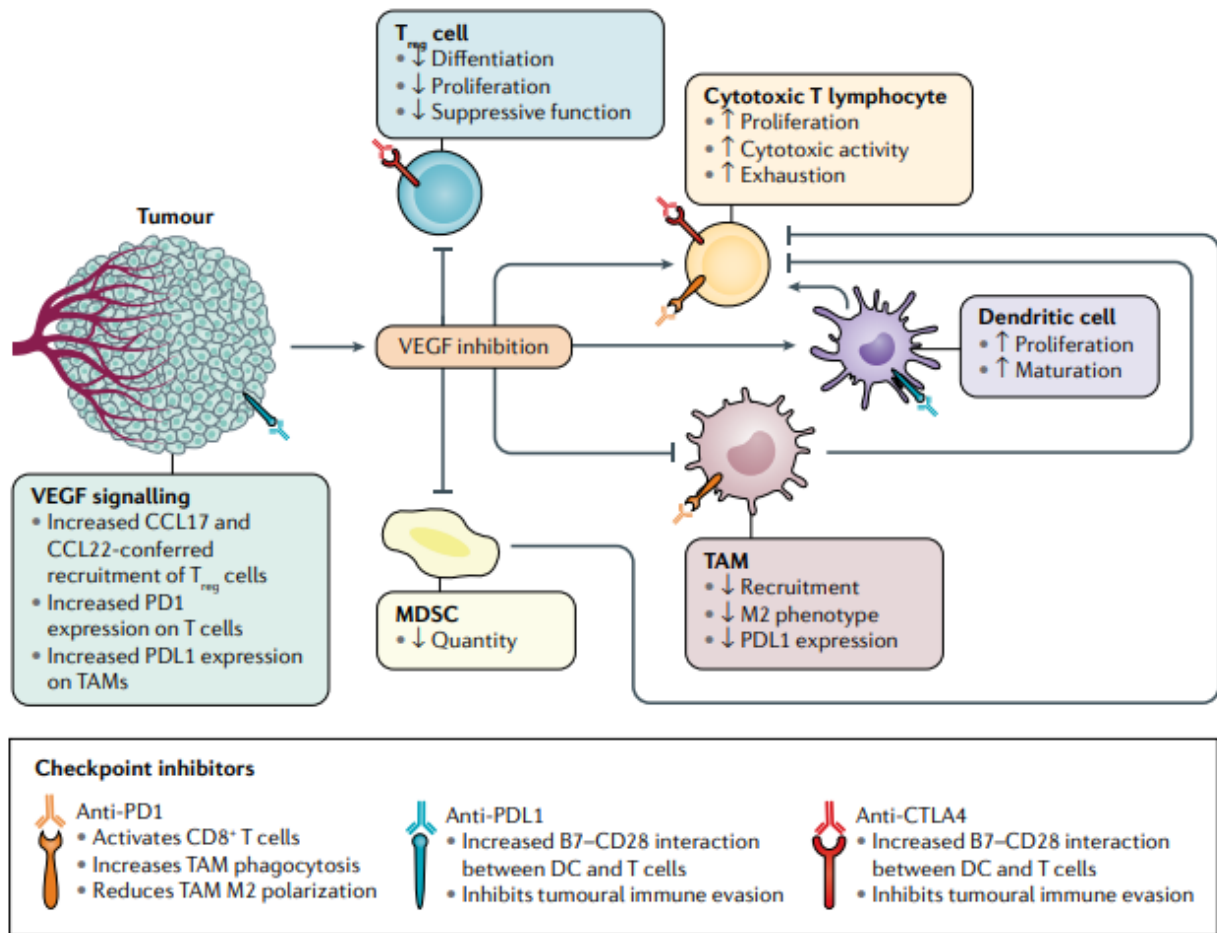 T reg cell
• ↓ Differentiation
• ↓ Proliferation
• ↓ Suppressive function
Cytotoxic T lymphocyte
• ↑ Proliferation
• ↑ Cytotoxic activity
• ↑ Exhaustion
Tumour
VEGF inhibition
Dendritic cell
• ↑ Proliferation
• ↑ Maturation
VEGF signalling
• Increased CCL17 and
CCL22-conferred
recruitment of T reg cells
• Increased PD1
expression on T cells
• Increased PDL1 expression
on TAMs
MDSC
• ↓ Quantity
TAM
• ↓ Recruitment
• ↓ M2 phenotype
• ↓ PDL1 expression
Checkpoint inhibitors
Anti-PD1
• Activates CD8⁺ T cells
• Increases TAM phagocytosis
• Reduces TAM M2 polarization
Anti-PDL1
• Increased B7–CD28 interaction
between DC and T cells
• Inhibits tumoural immune evasion
Anti-CTLA4
• Increased B7–CD28 interaction
between DC and T cells
• Inhibits tumoural immune evasion